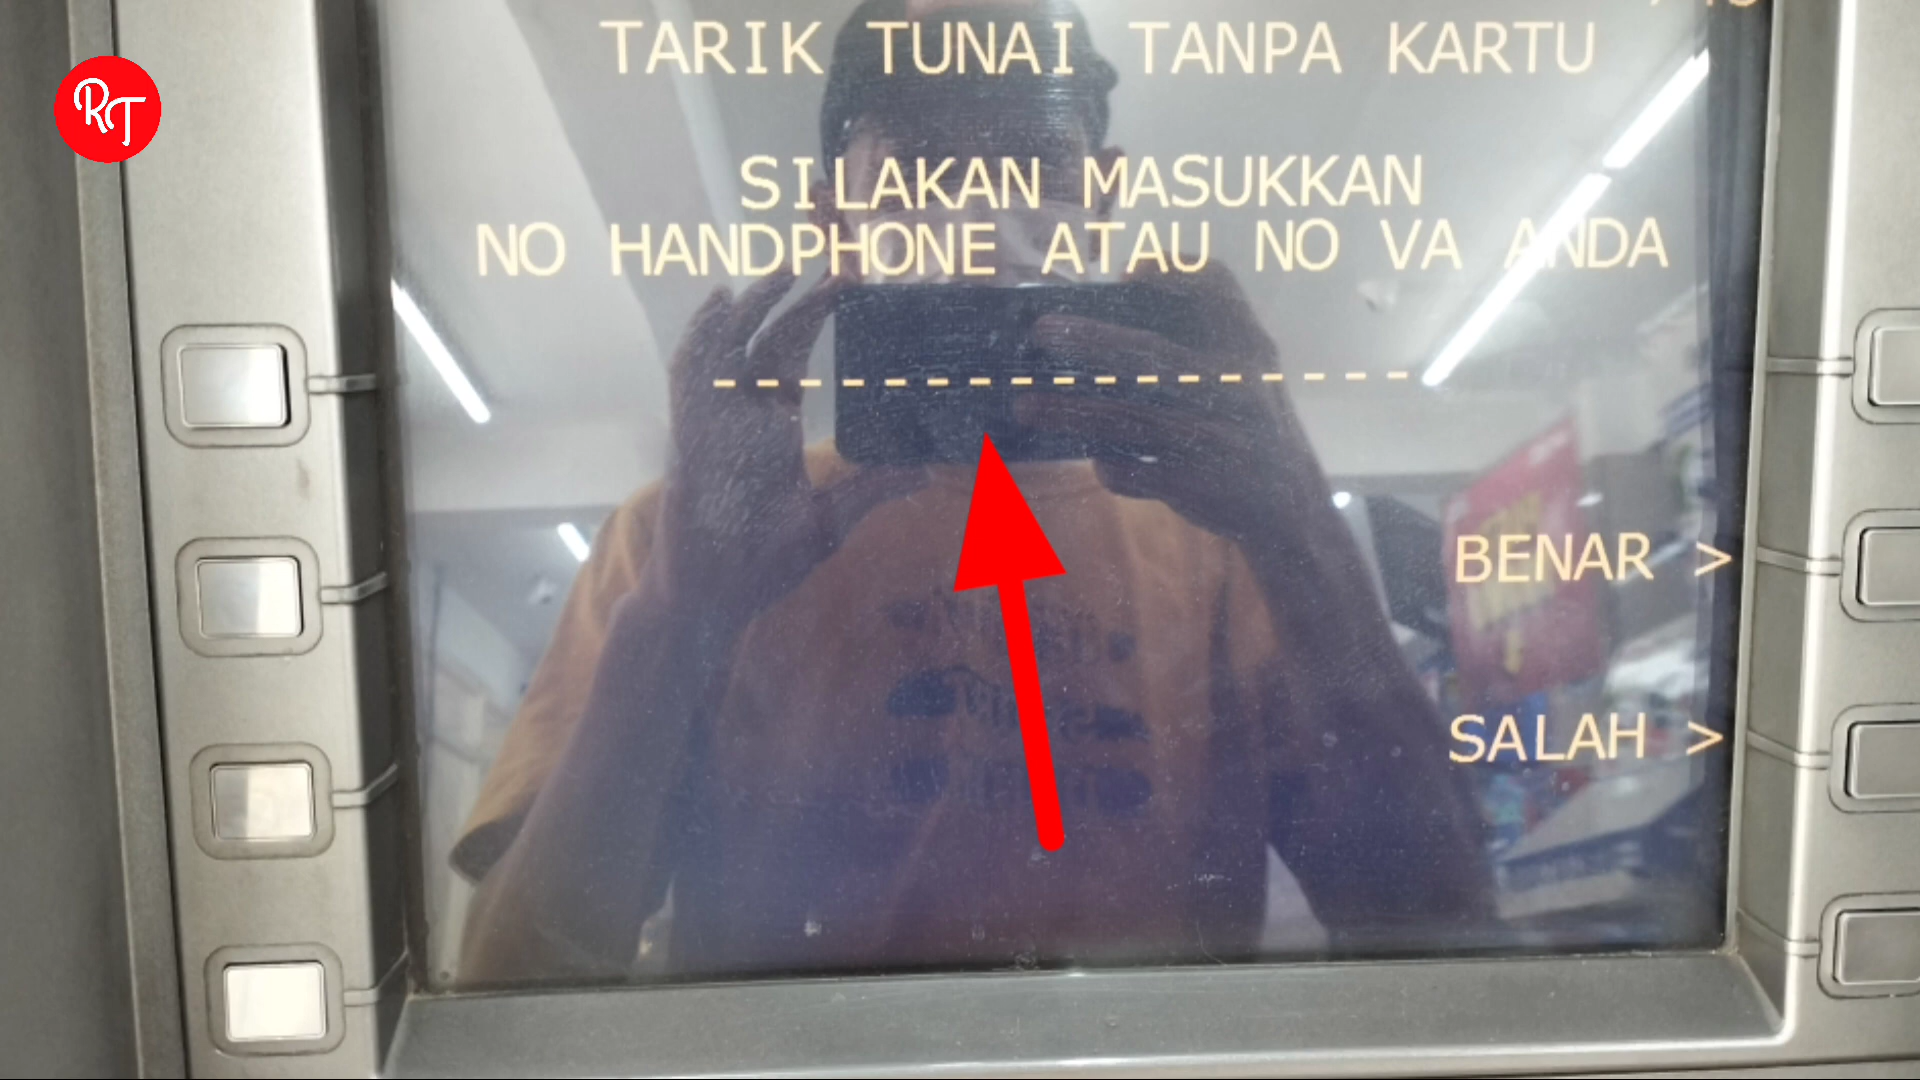 RT
TARIK TUNAI TANPA KARTU
SILAKAN MASUKKAN
NO HANDPHONE ATAU NO VA ANDA
-----------------
BENAR >
SALAH >